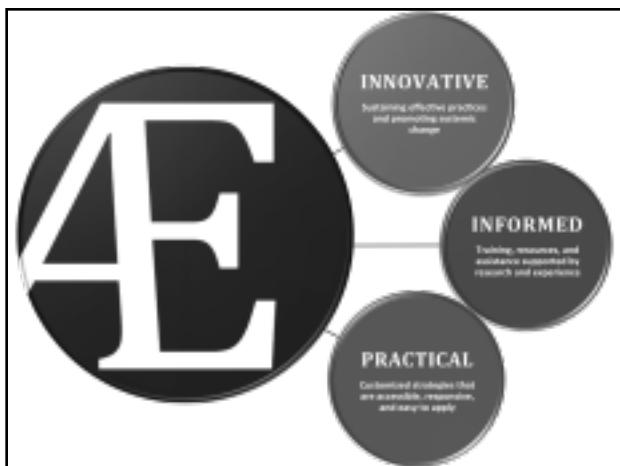 Æ
INNOVATIVE
Sustaining effective practices
and promoting systemic
change
INFORMED
Training, resources, and
assistance supported by
research and experience
PRACTICAL
Customized strategies that
are accessible, responsive,
and easy to apply